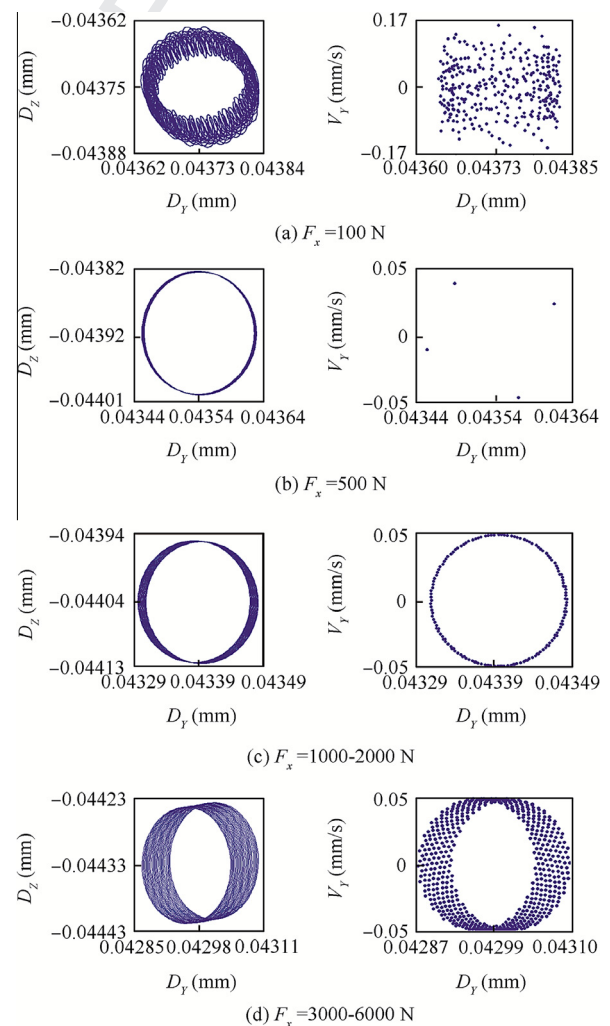 −0.04362
−0.04375
−0.04388
D_Z (mm)
0.04362 0.04373 0.04384
D_Y (mm)
0.17
0
−0.17
V_Y (mm/s)
0.04360 0.04373 0.04385
D_Y (mm)
(a) F_x =100 N
−0.04382
−0.04392
−0.04401
D_Z (mm)
0.04344 0.04354 0.04364
D_Y (mm)
0.05
0
−0.05
V_Y (mm/s)
0.04344 0.04354 0.04364
D_Y (mm)
(b) F_x =500 N
−0.04394
−0.04404
−0.04413
D_Z (mm)
0.04329 0.04339 0.04349
D_Y (mm)
0.05
0
−0.05
V_Y (mm/s)
0.04329 0.04339 0.04349
D_Y (mm)
(c) F_x =1000-2000 N
−0.04423
−0.04433
−0.04443
D_Z (mm)
0.04285 0.04298 0.04311
D_Y (mm)
0.05
0
−0.05
V_Y (mm/s)
0.04287 0.04299 0.04310
D_Y (mm)
(d) F_x =3000-6000 N